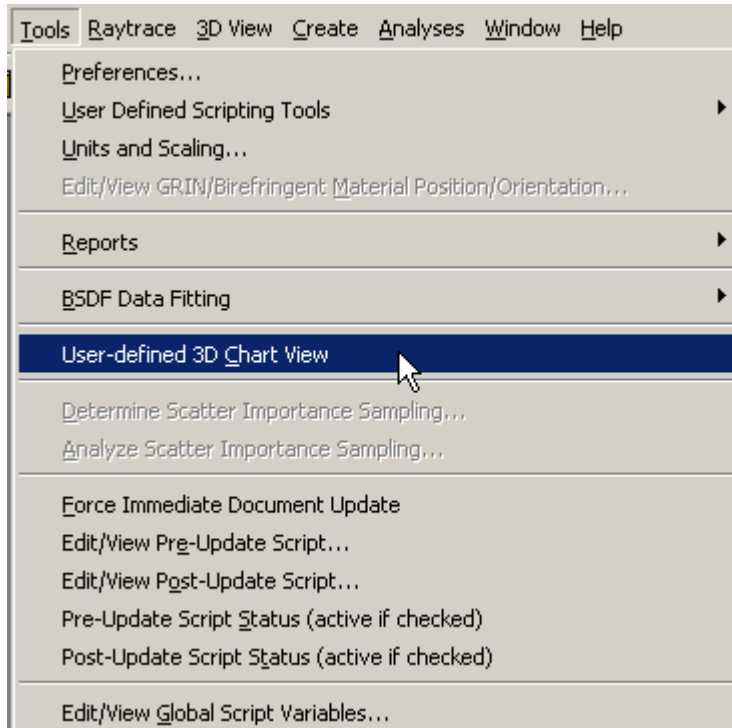 Tools Raytrace 3D View Create Analyses Window Help
Preferences...
User Defined Scripting Tools
Units and Scaling...
Edit/View GRIN/Birefringent Material Position/Orientation...
Reports
BSDF Data Fitting
User-defined 3D Chart View
Determine Scatter Importance Sampling...
Analyze Scatter Importance Sampling...
Force Immediate Document Update
Edit/View Pre-Update Script...
Edit/View Post-Update Script...
Pre-Update Script Status (active if checked)
Post-Update Script Status (active if checked)
Edit/View Global Script Variables...